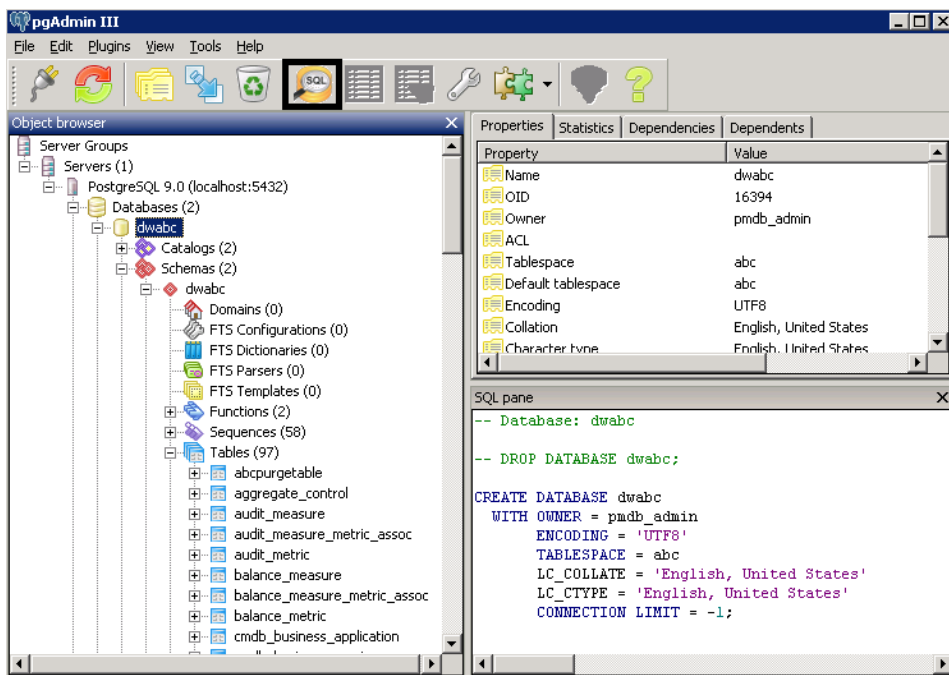 pgAdmin III
File Edit Plugins View Tools Help
SQL
Object browser
Server Groups
Servers (1)
PostgreSQL 9.0 (localhost:5432)
Databases (2)
dwabc
Catalogs (2)
Schemas (2)
dwabc
Domains (0)
FTS Configurations (0)
FTS Dictionaries (0)
FTS Parsers (0)
FTS Templates (0)
Functions (2)
Sequences (58)
Tables (97)
abcpurgetable
aggregate_control
audit_measure
audit_measure_metric_assoc
audit_metric
balance_measure
balance_measure_metric_assoc
balance_metric
cmdb_business_application
Properties Statistics Dependencies Dependents
Property Value
Name dwabc
OID 16394
Owner pmdb_admin
ACL
Tablespace abc
Default tablespace abc
Encoding UTF8
Collation English, United States
Character type English, United States
SQL pane
-- Database: dwabc
-- DROP DATABASE dwabc;
CREATE DATABASE dwabc
WITH OWNER = pmdb_admin
ENCODING = 'UTF8'
TABLESPACE = abc
LC_COLLATE = 'English, United States'
LC_CTYPE = 'English, United States'
CONNECTION LIMIT = -1;